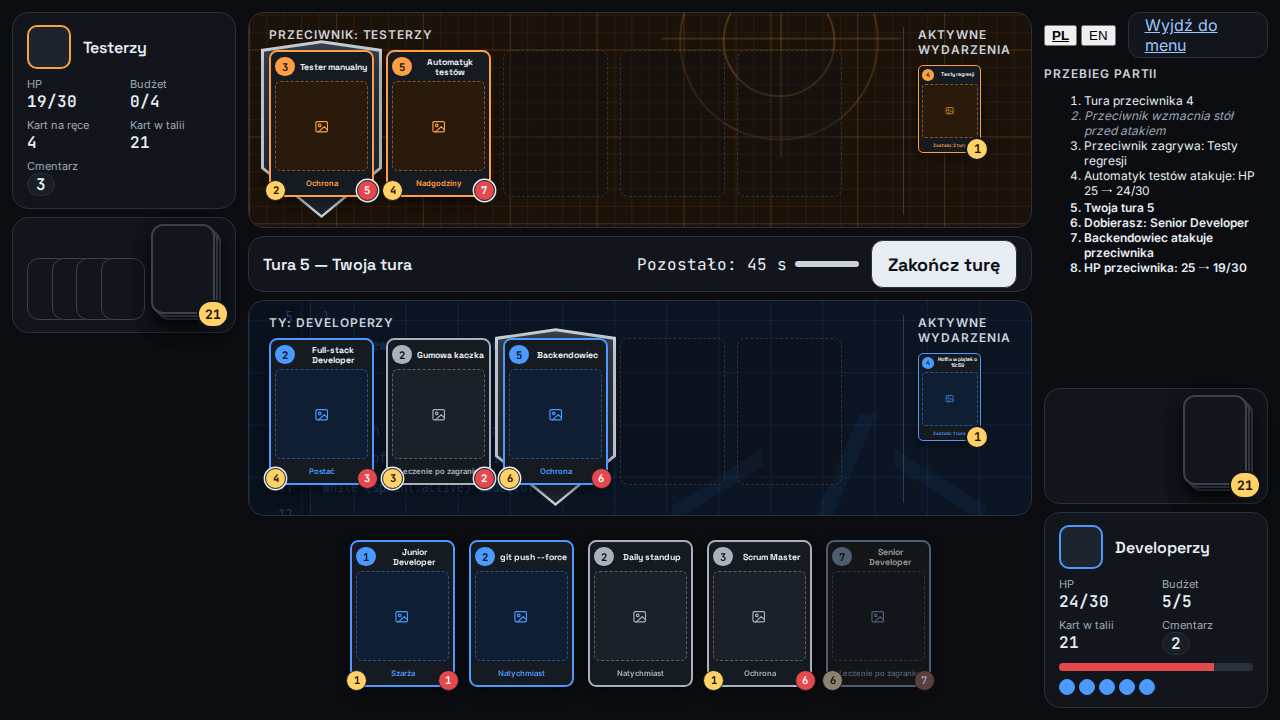 Testerzy
HP
19/30
Budżet
0/4
Kart na ręce
4
Kart w talii
21
Cmentarz
3
21
PRZECIWNIK: TESTERZY
3 Tester manualny
Ochrona
2
5
5 Automatyk
testów
Nadgodziny
4
7
AKTYWNE
WYDARZENIA
4 Testy regresji
1
Tura 5 — Twoja tura
Pozostało: 45 s
Zakończ turę
TY: DEVELOPERZY
2 Full-stack
Developer
Postać
4
3
2 Gumowa kaczka
3
2
5 Backendowiec
Ochrona
6
6
AKTYWNE
WYDARZENIA
4
1
1 Junior
Developer
Szarża
1
1
2 git push --force
Natychmiast
2 Daily standup
Natychmiast
3 Scrum Master
Ochrona
1
6
7 Senior
Developer
6
7
PL
EN
Wyjdź do
menu
PRZEBIEG PARTII
1. Tura przeciwnika 4
2. Przeciwnik wzmacnia stół
przed atakiem
3. Przeciwnik zagrywa: Testy
regresji
4. Automatyk testów atakuje: HP
25 → 24/30
5. Twoja tura 5
6. Dobierasz: Senior Developer
7. Backendowiec atakuje
przeciwnika
8. HP przeciwnika: 25 → 19/30
21
Developerzy
HP
24/30
Budżet
5/5
Kart w talii
21
Cmentarz
2